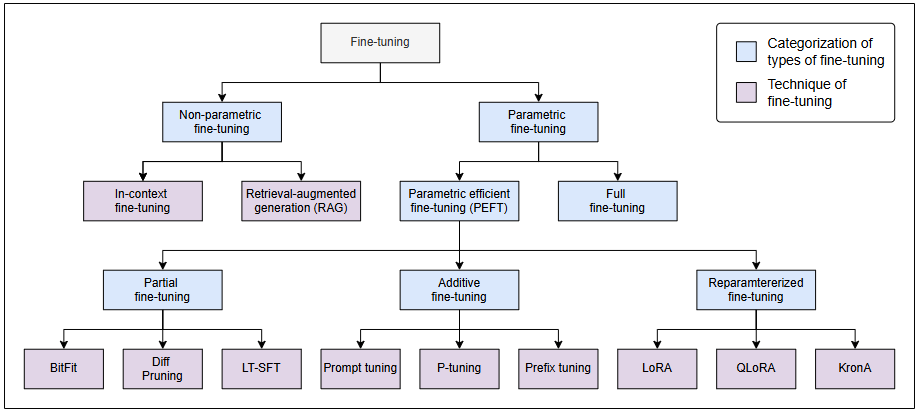 Fine-tuning
Categorization of
types of fine-tuning
Technique of
fine-tuning
Non-parametric
fine-tuning
Parametric
fine-tuning
In-context
fine-tuning
Retrieval-augmented
generation (RAG)
Parametric efficient
fine-tuning (PEFT)
Full
fine-tuning
Partial
fine-tuning
Additive
fine-tuning
Reparamtererized
fine-tuning
BitFit
Diff
Pruning
LT-SFT
Prompt tuning
P-tuning
Prefix tuning
LoRA
QLoRA
KronA